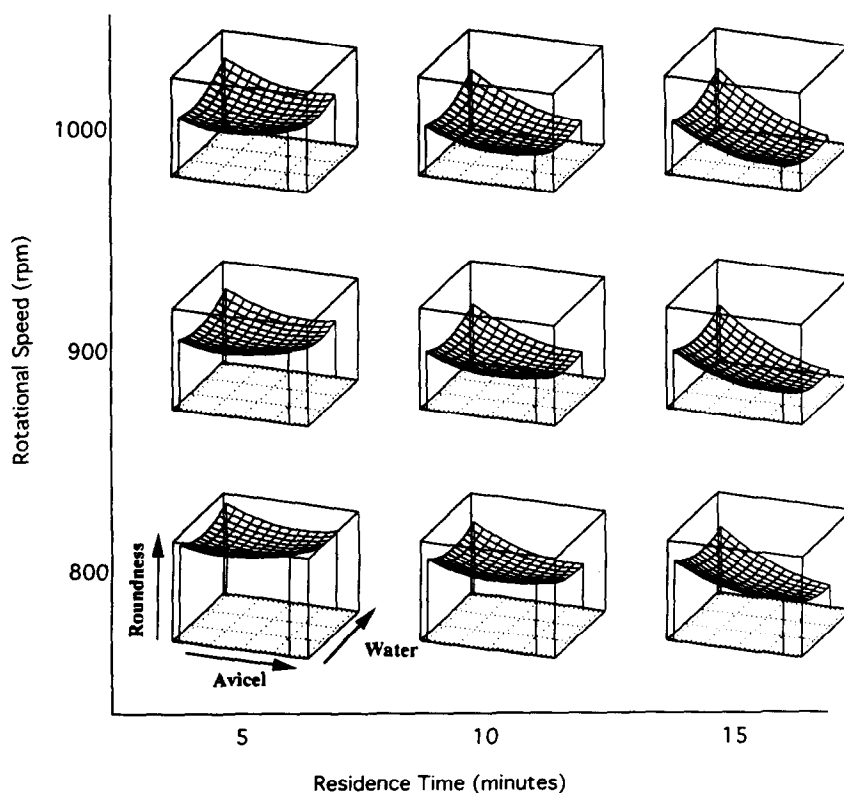 1000
900
800
Rotational Speed (rpm)
Roundness
Avicel
Water
5 10 15
Residence Time (minutes)